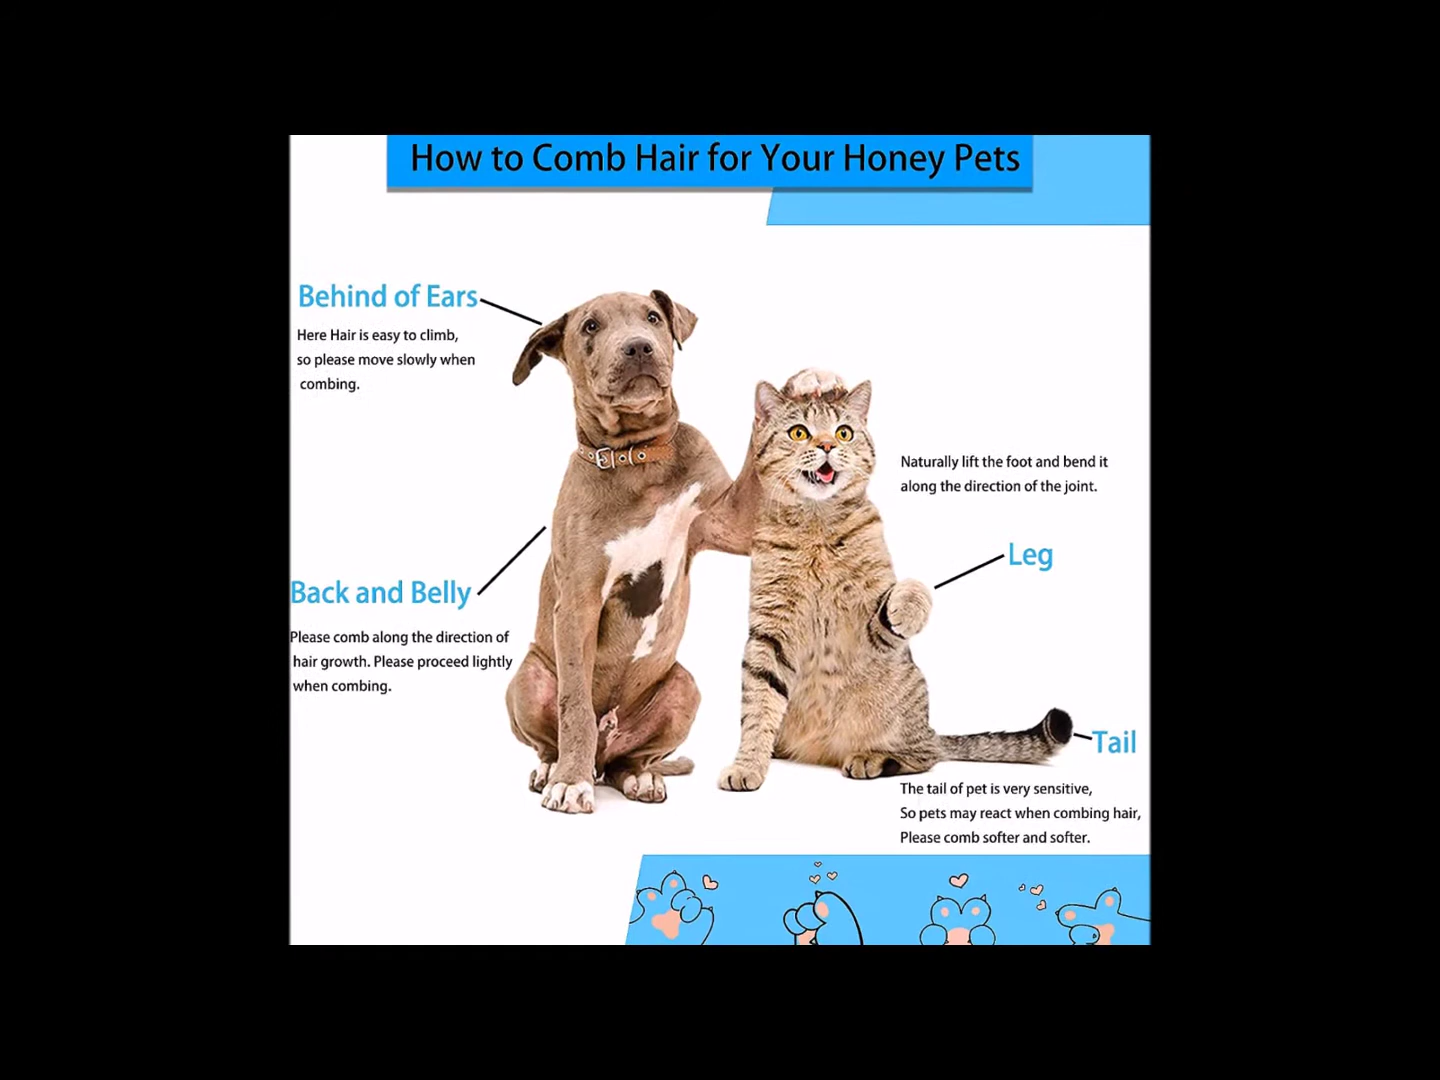 How to Comb Hair for Your Honey Pets
Behind of Ears
Here Hair is easy to climb,
so please move slowly when
combing.
Naturally lift the foot and bend it
along the direction of the joint.
Leg
Back and Belly
Please comb along the direction of
hair growth. Please proceed lightly
when combing.
Tail
The tail of pet is very sensitive,
So pets may react when combing hair,
Please comb softer and softer.